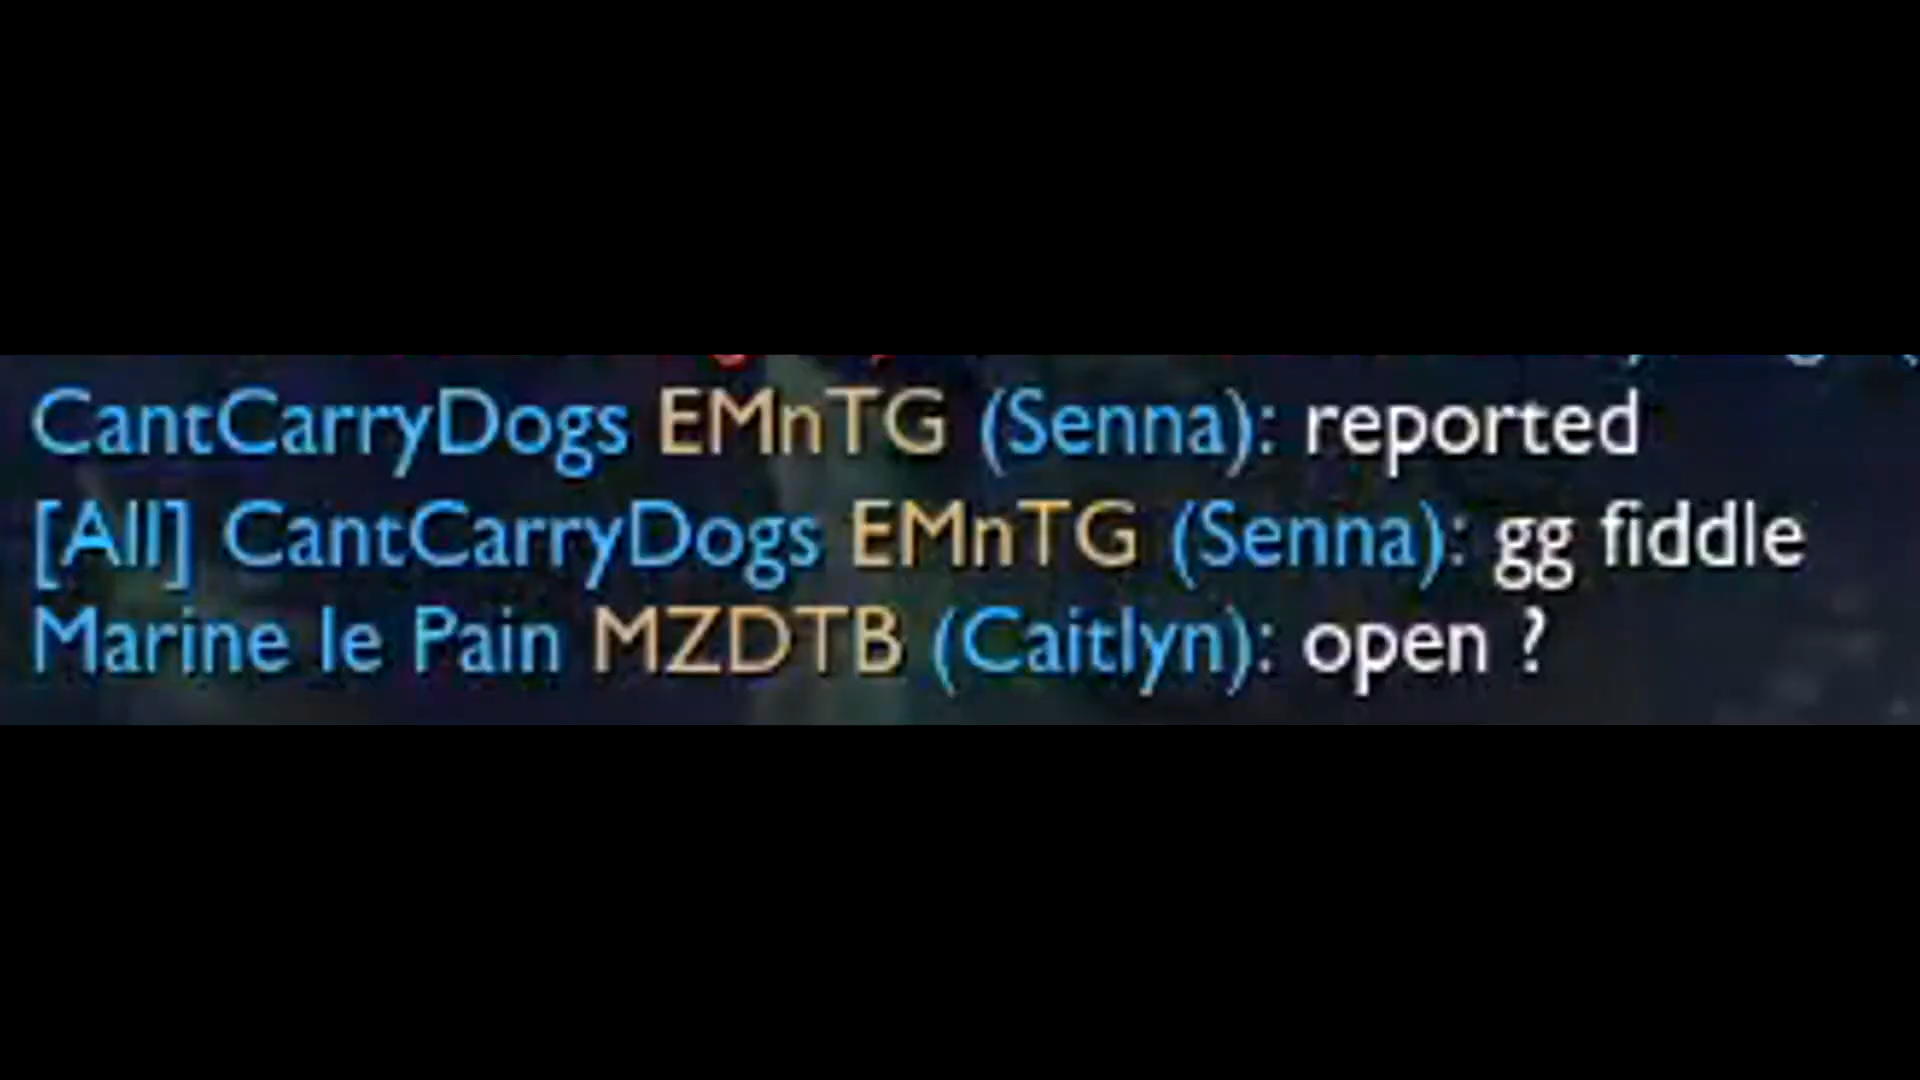 CantCarryDogs EMnTG (Senna): reported
[All] CantCarryDogs EMnTG (Senna): gg fiddle
Marine le Pain MZDTB (Caitlyn): open ?